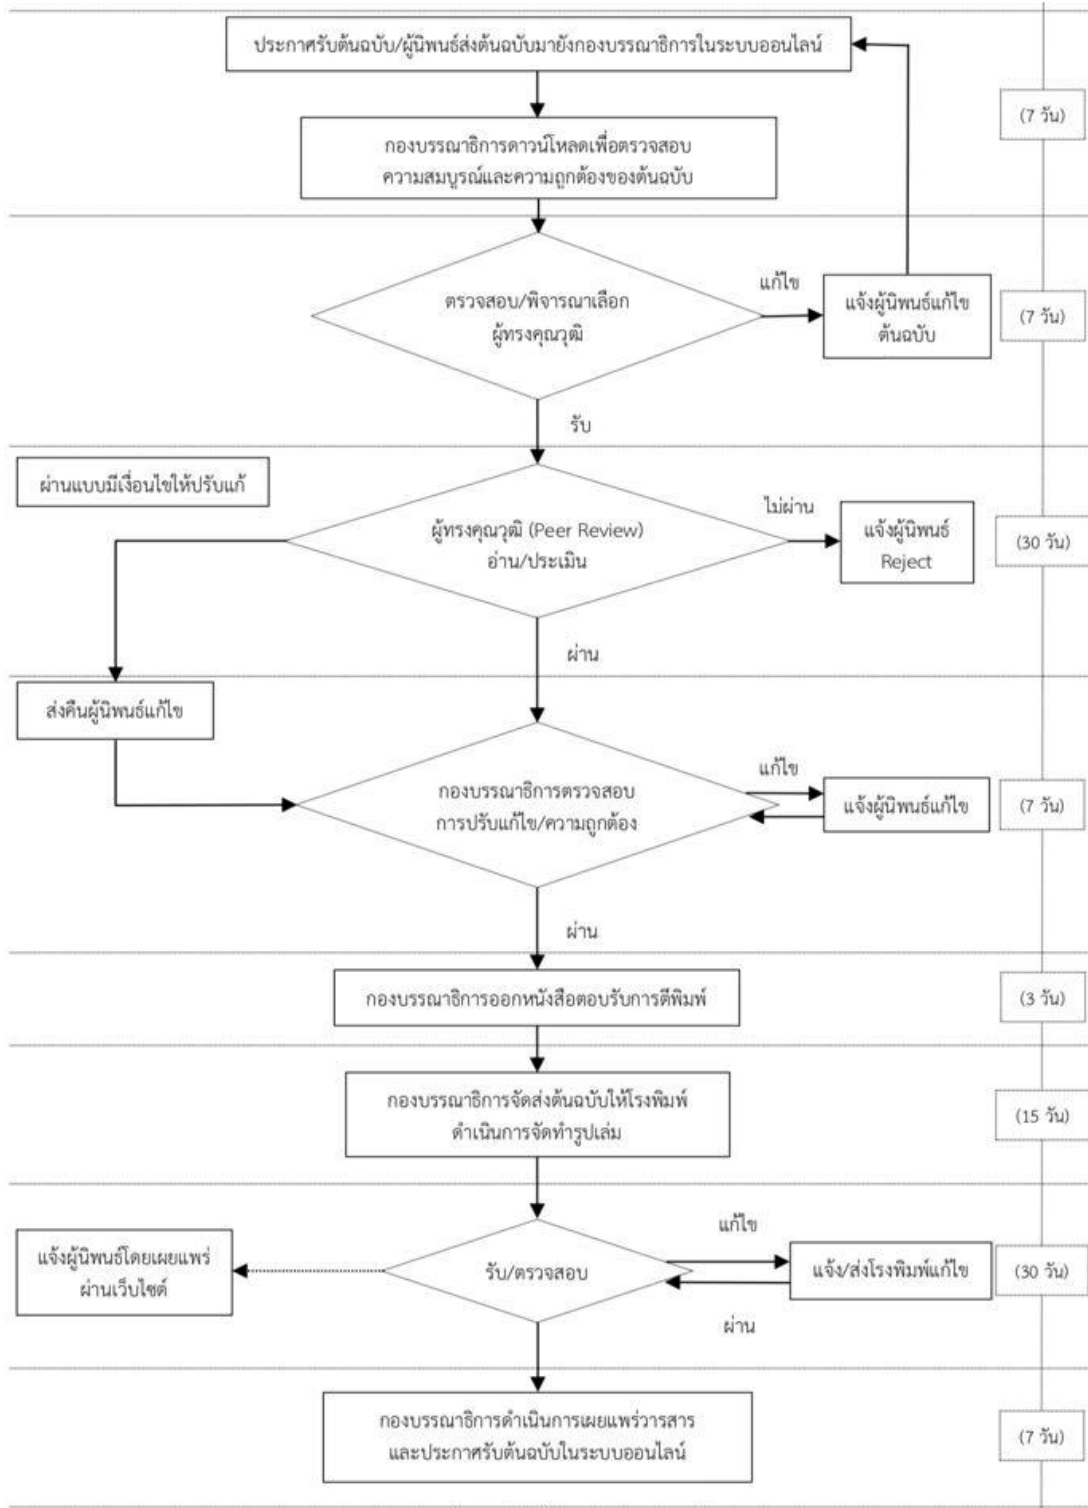 ประกาศรับต้นฉบับ/ผู้นิพนธ์ส่งต้นฉบับมายังกองบรรณาธิการในระบบออนไลน์
(7 วัน)
กองบรรณาธิการดาวน์โหลดเพื่อตรวจสอบ
ความสมบูรณ์และความถูกต้องของต้นฉบับ
แก้ไข
ตรวจสอบ/พิจารณาเลือก
ผู้ทรงคุณวุฒิ
แจ้งผู้นิพนธ์แก้ไข
ต้นฉบับ
(7 วัน)
รับ
ผ่านแบบมีเงื่อนไขให้ปรับแก้
ไม่ผ่าน
ผู้ทรงคุณวุฒิ (Peer Review)
อ่าน/ประเมิน
แจ้งผู้นิพนธ์
Reject
(30 วัน)
ผ่าน
ส่งคืนผู้นิพนธ์แก้ไข
แก้ไข
กองบรรณาธิการตรวจสอบ
การปรับแก้ไข/ความถูกต้อง
แจ้งผู้นิพนธ์แก้ไข
(7 วัน)
ผ่าน
กองบรรณาธิการออกหนังสือตอบรับการตีพิมพ์
(3 วัน)
กองบรรณาธิการจัดส่งต้นฉบับให้โรงพิมพ์
ดำเนินการจัดทำรูปเล่ม
(15 วัน)
แก้ไข
แจ้งผู้นิพนธ์โดยเผยแพร่
ผ่านเว็บไซต์
รับ/ตรวจสอบ
แจ้ง/ส่งโรงพิมพ์แก้ไข
(30 วัน)
ผ่าน
กองบรรณาธิการดำเนินการเผยแพร่วารสาร
และประกาศรับต้นฉบับในระบบออนไลน์
(7 วัน)